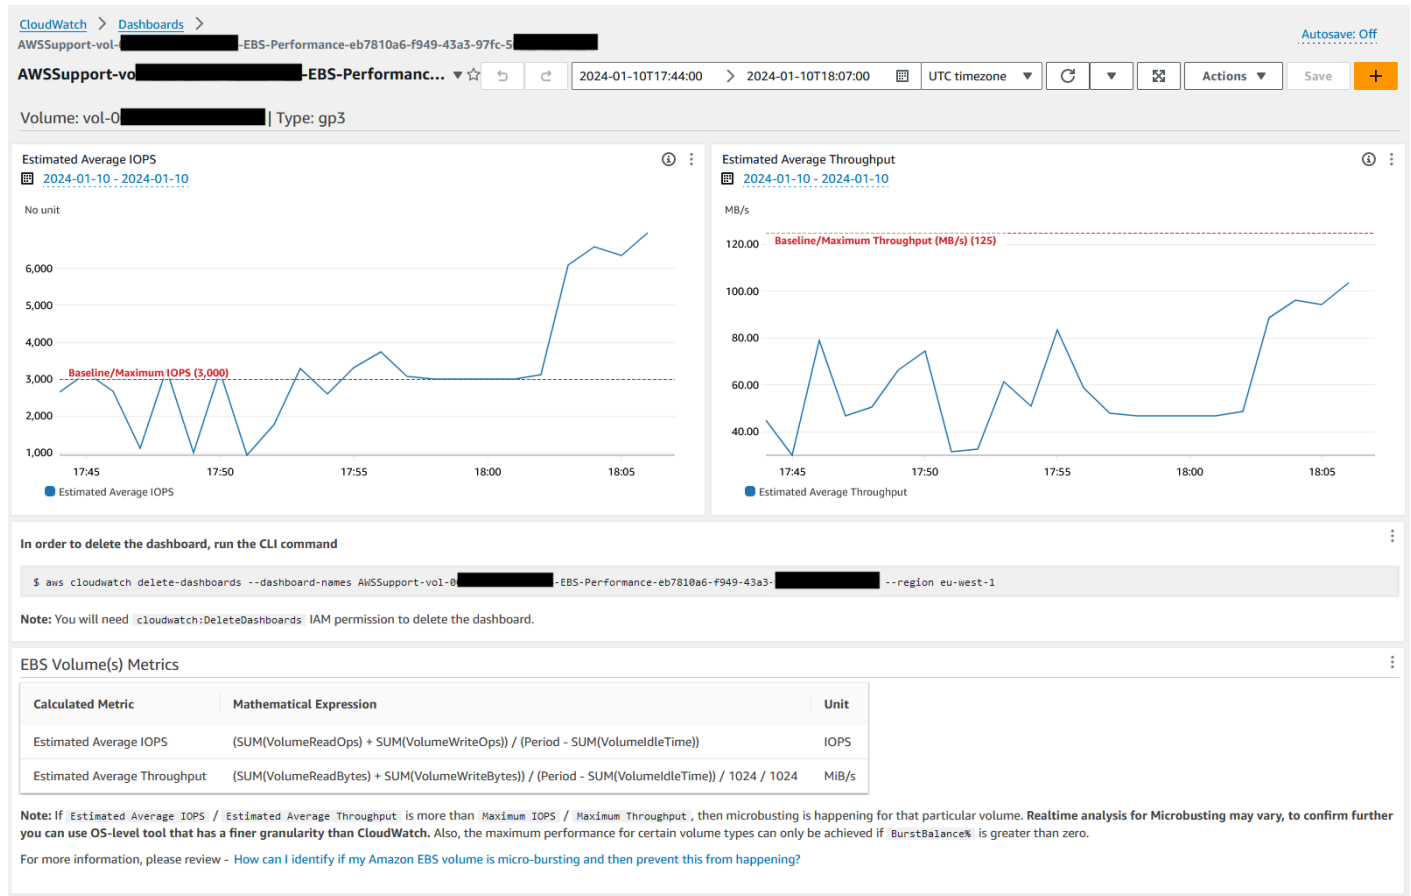 CloudWatch > Dashboards >
Autosave: Off
AWSSupport-vol- -EBS-Performance-eb7810a6-f949-43a3-97fc-5
AWSSupport-vo -EBS-Performanc... 2024-01-10T17:44:00 > 2024-01-10T18:07:00 UTC timezone Actions Save +
Volume: vol-0 | Type: gp3
Estimated Average IOPS
2024-01-10 - 2024-01-10
No unit
6,000
5,000
4,000
Baseline/Maximum IOPS (3,000)
3,000
2,000
1,000
17:45 17:50 17:55 18:00 18:05
Estimated Average IOPS
Estimated Average Throughput
2024-01-10 - 2024-01-10
MB/s
Baseline/Maximum Throughput (MB/s) (125)
120.00
100.00
80.00
60.00
40.00
17:45 17:50 17:55 18:00 18:05
Estimated Average Throughput
In order to delete the dashboard, run the CLI command
$ aws cloudwatch delete-dashboards --dashboard-names AWSSupport-vol-0 -EBS-Performance-eb7810a6-f949-43a3- --region eu-west-1
Note: You will need cloudwatch:DeleteDashboards IAM permission to delete the dashboard.
EBS Volume(s) Metrics
Calculated Metric Mathematical Expression Unit
Estimated Average IOPS (SUM(VolumeReadOps) + SUM(VolumeWriteOps)) / (Period - SUM(VolumeIdleTime)) IOPS
Estimated Average Throughput (SUM(VolumeReadBytes) + SUM(VolumeWriteBytes)) / (Period - SUM(VolumeIdleTime)) / 1024 / 1024 MiB/s
Note: If Estimated Average IOPS / Estimated Average Throughput is more than Maximum IOPS / Maximum Throughput, then microbusting is happening for that particular volume. Realtime analysis for Microbusting may vary, to confirm further
you can use OS-level tool that has a finer granularity than CloudWatch. Also, the maximum performance for certain volume types can only be achieved if BurstBalance% is greater than zero.
For more information, please review - How can I identify if my Amazon EBS volume is micro-bursting and then prevent this from happening?